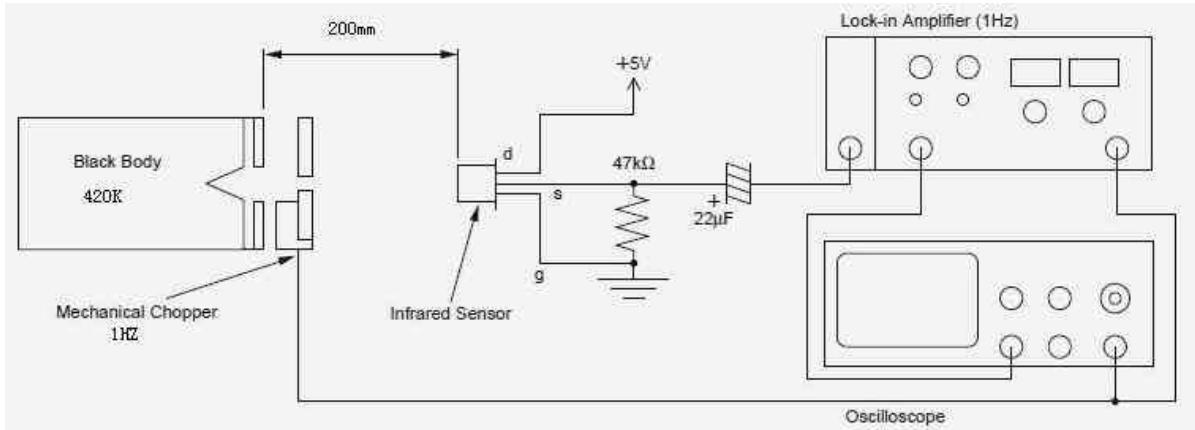 Lock-in Amplifier (1Hz)
200mm
+5V
Black Body
420K
d
s
g
47kΩ
+
22μF
Mechanical Chopper
1HZ
Infrared Sensor
Oscilloscope